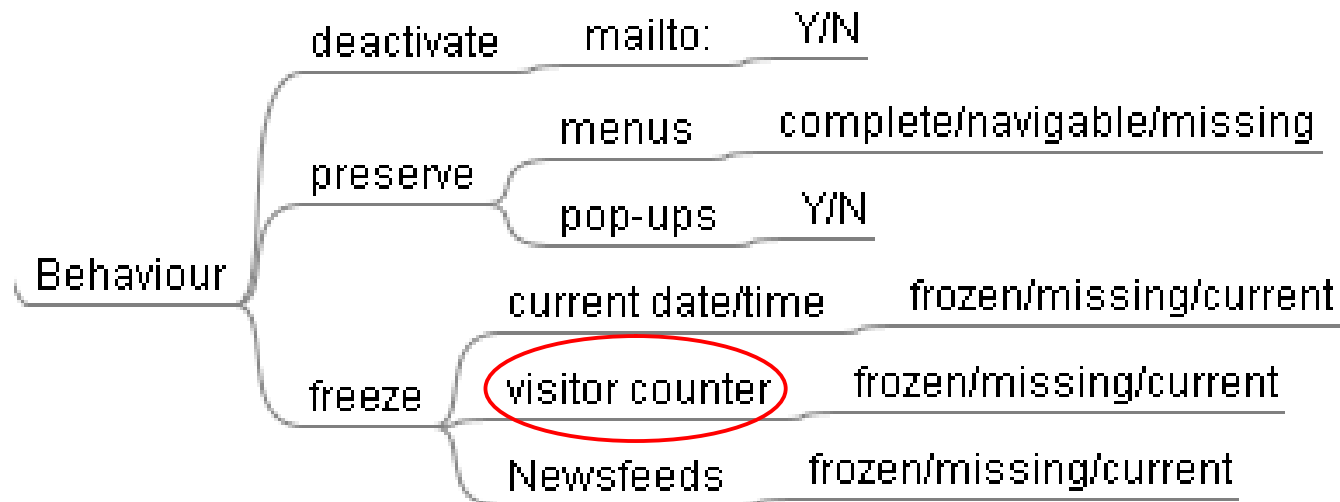 deactivate mailto: Y/N
menus complete/navigable/missing
preserve
pop-ups Y/N
Behaviour
current date/time frozen/missing/current
freeze visitor counter frozen/missing/current
Newsfeeds frozen/missing/current